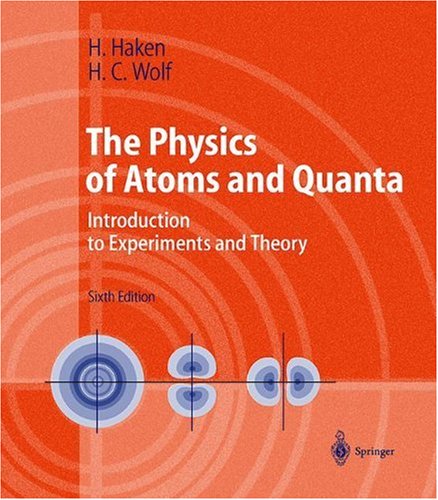 H. Haken
H. C. Wolf
The Physics
of Atoms and Quanta
Introduction
to Experiments and Theory
Sixth Edition
Springer